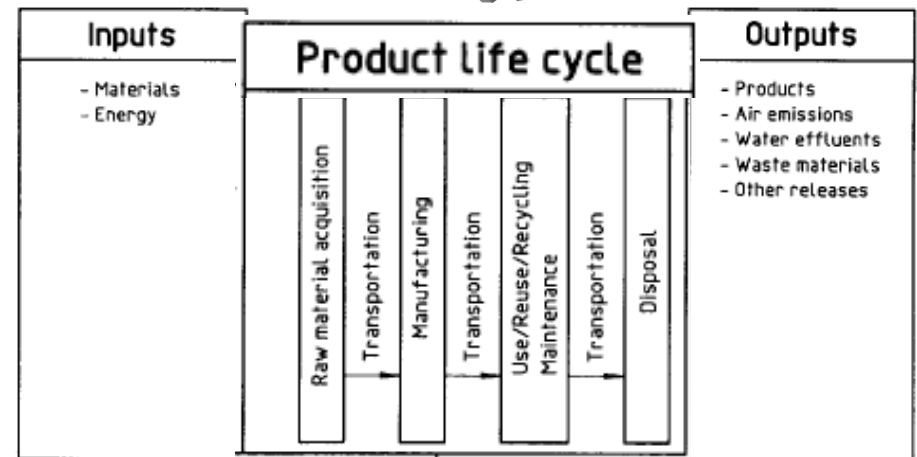 Inputs
- Materials
- Energy
Product life cycle
Raw material acquisition
Transportation
Manufacturing
Transportation
Use/Reuse/Recycling
Maintenance
Transportation
Disposal
Outputs
- Products
- Air emissions
- Water effluents
- Waste materials
- Other releases